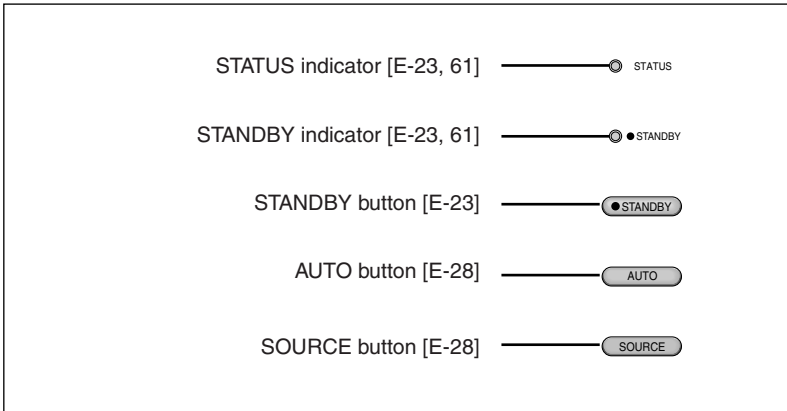 STATUS indicator [E-23, 61] STATUS
STANDBY indicator [E-23, 61] ●STANDBY
STANDBY button [E-23] ●STANDBY
AUTO button [E-28] AUTO
SOURCE button [E-28] SOURCE